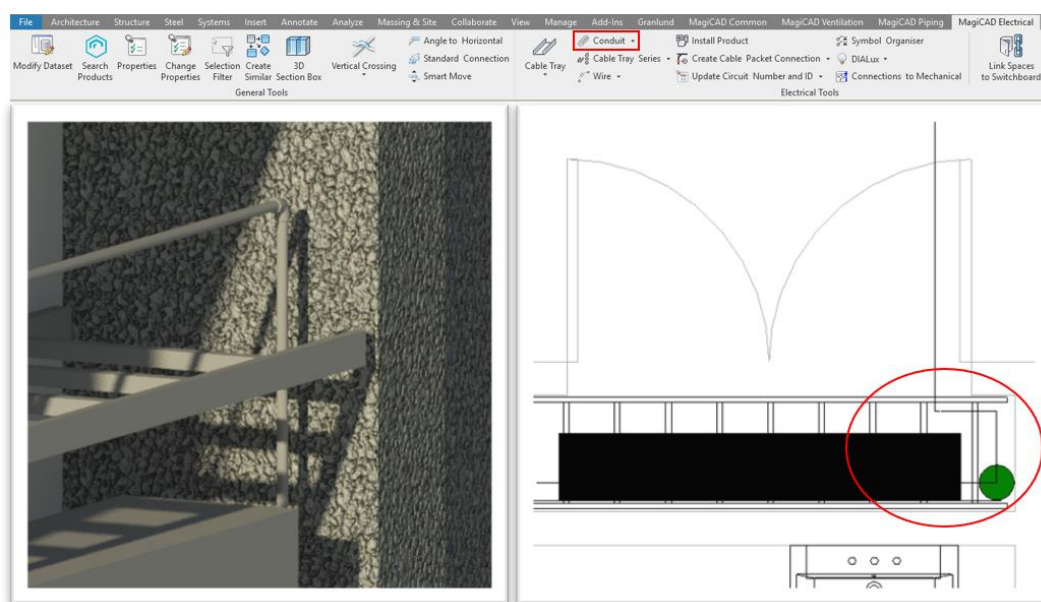 File Architecture Structure Steel Systems Insert Annotate Analyze Massing & Site Collaborate View Manage Add-Ins Granlund MagiCAD Common MagiCAD Ventilation MagiCAD Piping MagiCAD Electrical
Modify Dataset
Search Products
Properties
Change Properties
Selection Filter
Create Similar
3D Section Box
Vertical Crossing
Angle to Horizontal
Standard Connection
Smart Move
General Tools
Cable Tray
Conduit
Cable Tray Series
Wire
Install Product
Create Cable Packet Connection
Update Circuit Number and ID
Symbol Organiser
DIALux
Connections to Mechanical
Link Spaces to Switchboard
Electrical Tools